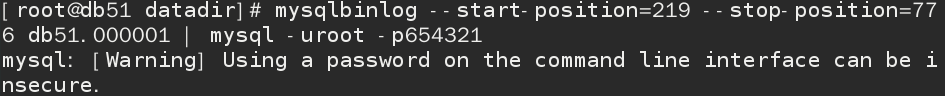 [root@db51 datadir]# mysqlbinlog --start-position=219 --stop-position=77
6 db51.000001 | mysql -uroot -p654321
mysql: [Warning] Using a password on the command line interface can be i
nsecure.